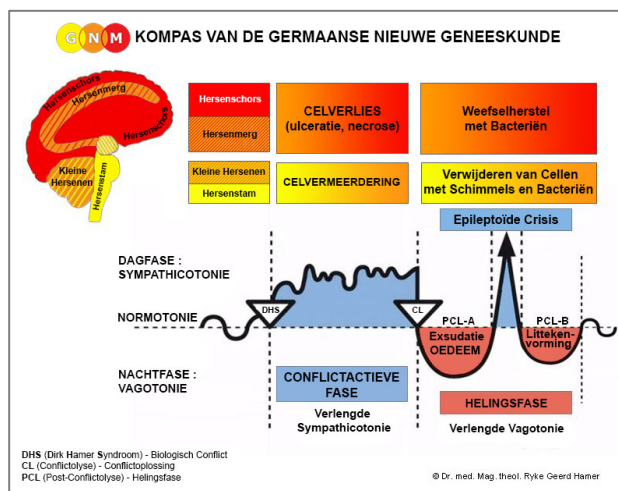 G N M KOMPAS VAN DE GERMAANSE NIEUWE GENEESKUNDE
Hersenschors
Hersenmerg
Hersenschors
Kleine
Hersenen
Hersenstam
Hersenschors
Hersenmerg
CELVERLIES
(ulceratie, necrose)
Weefselherstel
met Bacteriën
Kleine Hersenen
Hersenstam
CELVERMEERDERING
Verwijderen van Cellen
met Schimmels en Bacteriën
Epileptoïde Crisis
DAGFASE :
SYMPATHICOTONIE
NORMOTONIE
DHS
CL
PCL-A
Exsudatie
OEDEEM
PCL-B
Litteken-
vorming
NACHTFASE :
VAGOTONIE
CONFLICTACTIEVE
FASE
Verlengde
Sympathicotonie
HELINGSFASE
Verlengde Vagotonie
DHS (Dirk Hamer Syndroom) - Biologisch Conflict
CL (Conflictolyse) - Conflictoplossing
PCL (Post-Conflictolyse) - Helingsfase
© Dr. med. Mag. theol. Ryke Geerd Hamer